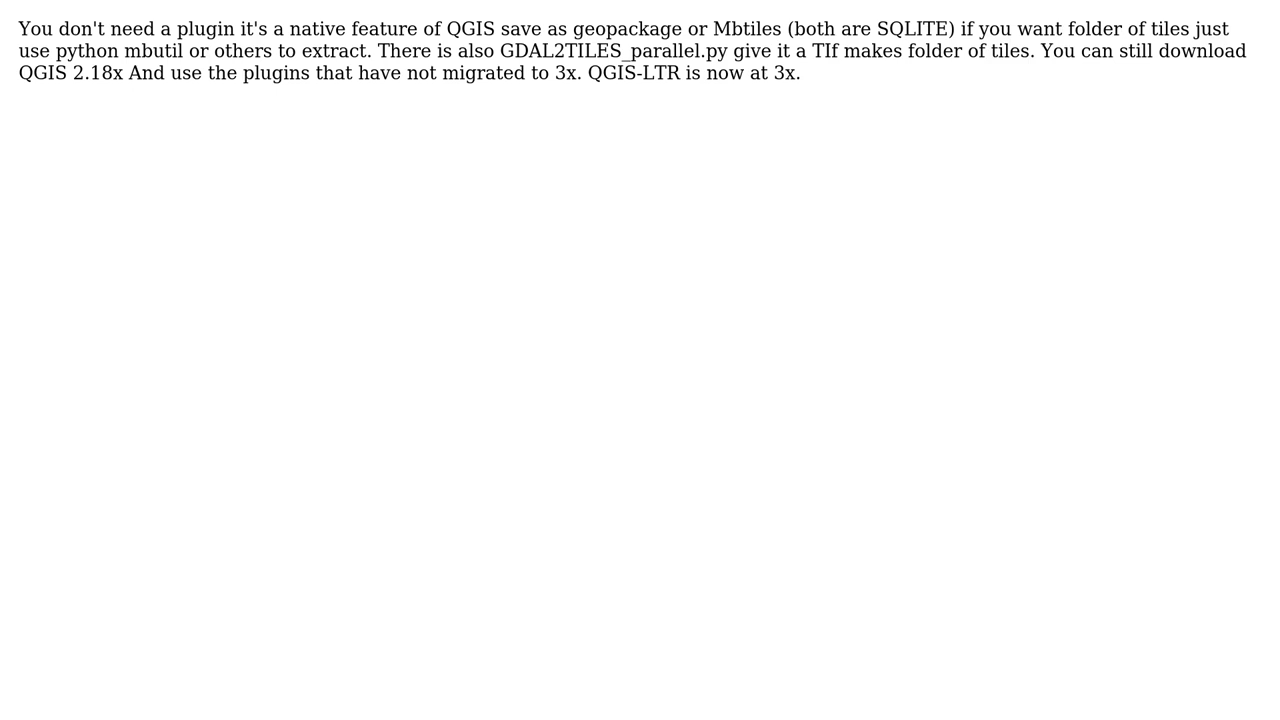 You don't need a plugin it's a native feature of QGIS save as geopackage or Mbtiles (both are SQLITE) if you want folder of tiles just
use python mbutil or others to extract. There is also GDAL2TILES_parallel.py give it a TIf makes folder of tiles. You can still download
QGIS 2.18x And use the plugins that have not migrated to 3x. QGIS-LTR is now at 3x.